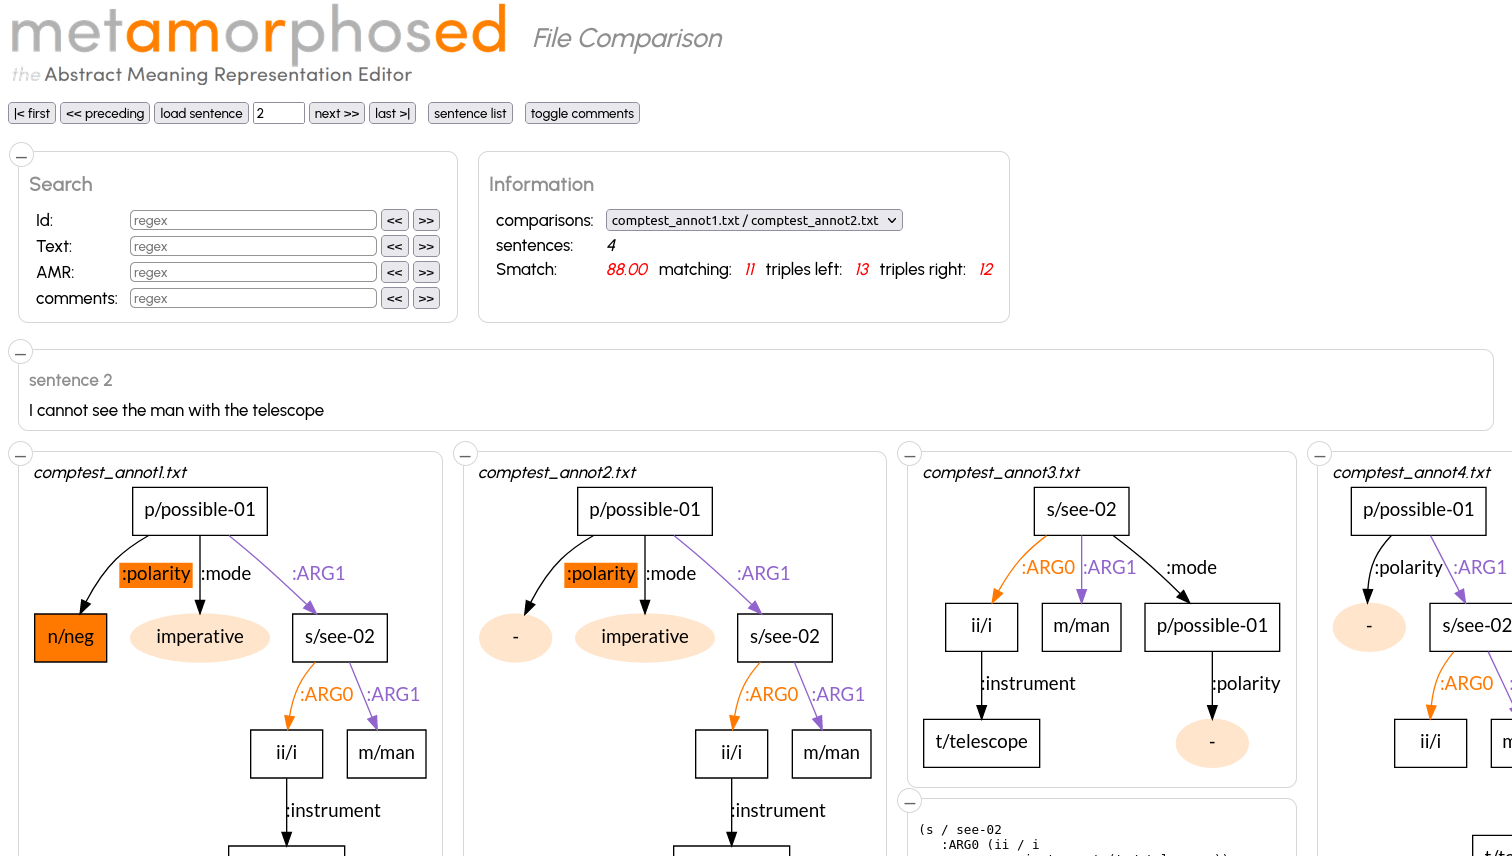 metamorphosed File Comparison
the Abstract Meaning Representation Editor
|< first << preceding load sentence 2 next >> last >| sentence list toggle comments
Search
Id: regex << >>
Text: regex << >>
AMR: regex << >>
comments: regex << >>
Information
comparisons: comptest_annot1.txt / comptest_annot2.txt
sentences: 4
Smatch: 88.00 matching: 11 triples left: 13 triples right: 12
sentence 2
I cannot see the man with the telescope
comptest_annot1.txt
p/possible-01
:polarity :mode :ARG1
n/neg imperative s/see-02
:ARG0 :ARG1
ii/i m/man
:instrument
comptest_annot2.txt
p/possible-01
:polarity :mode :ARG1
- imperative s/see-02
:ARG0 :ARG1
ii/i m/man
:instrument
comptest_annot3.txt
s/see-02
:ARG0 :ARG1 :mode
ii/i m/man p/possible-01
:instrument :polarity
t/telescope -
(s / see-02
:ARG0 (ii / i
comptest_annot4.txt
p/possible-01
:polarity :ARG1
- s/see-02
:ARG0
ii/i